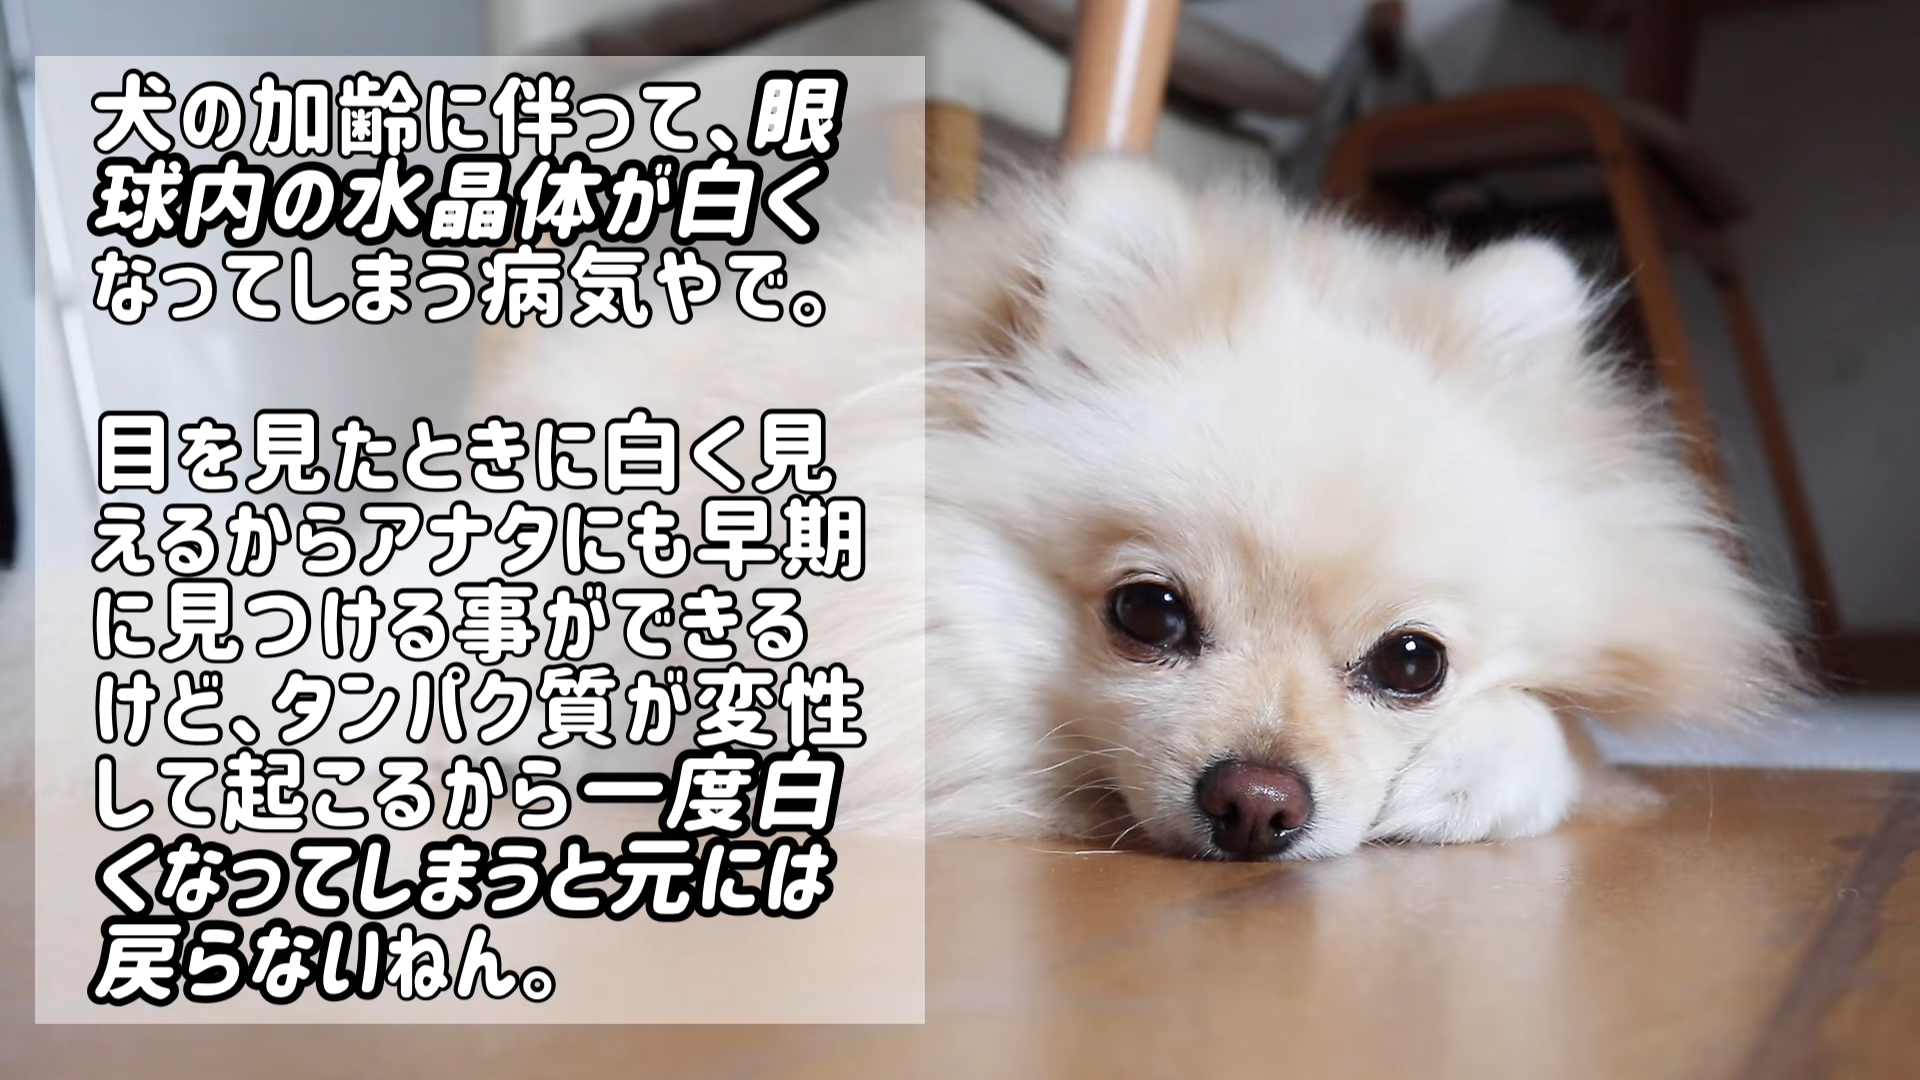 犬の加齢に伴って、眼
球内の水晶体が白く
なってしまう病気やで。
目を見たときに白く見
えるからアナタにも早期
に見つける事ができる
けど、タンパク質が変性
して起こるから一度白
くなってしまうと元には
戻らないねん。